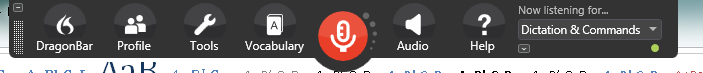 Now listening for...
Dictation & Commands
DragonBar Profile Tools Vocabulary Audio Help
A